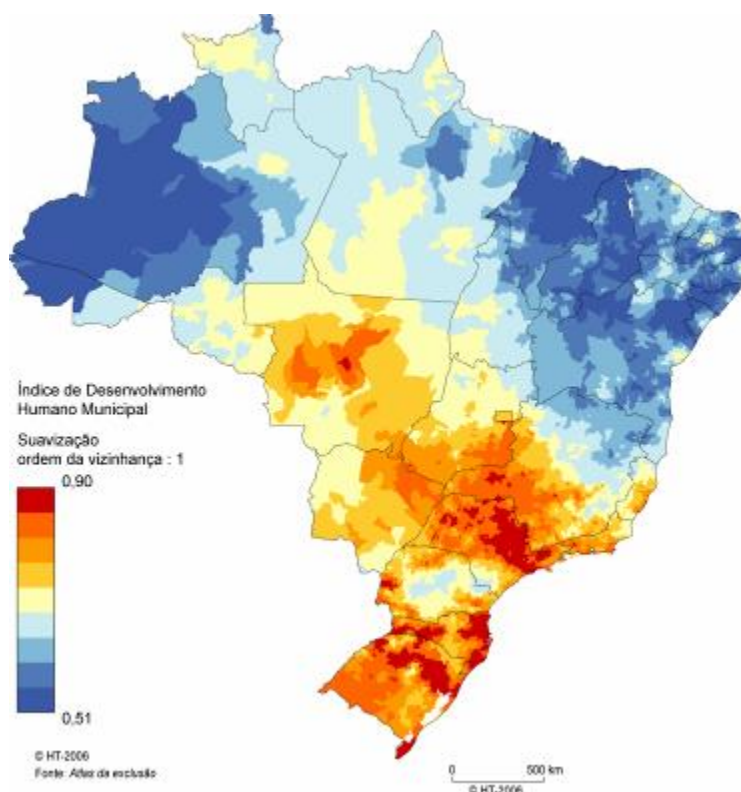 Índice de Desenvolvimento
Humano Municipal
Suavização
ordem da vizinhança : 1
0,90
0,51
© HT-2006
Fonte: Atlas da exclusão
0 500 km
© HT-2006